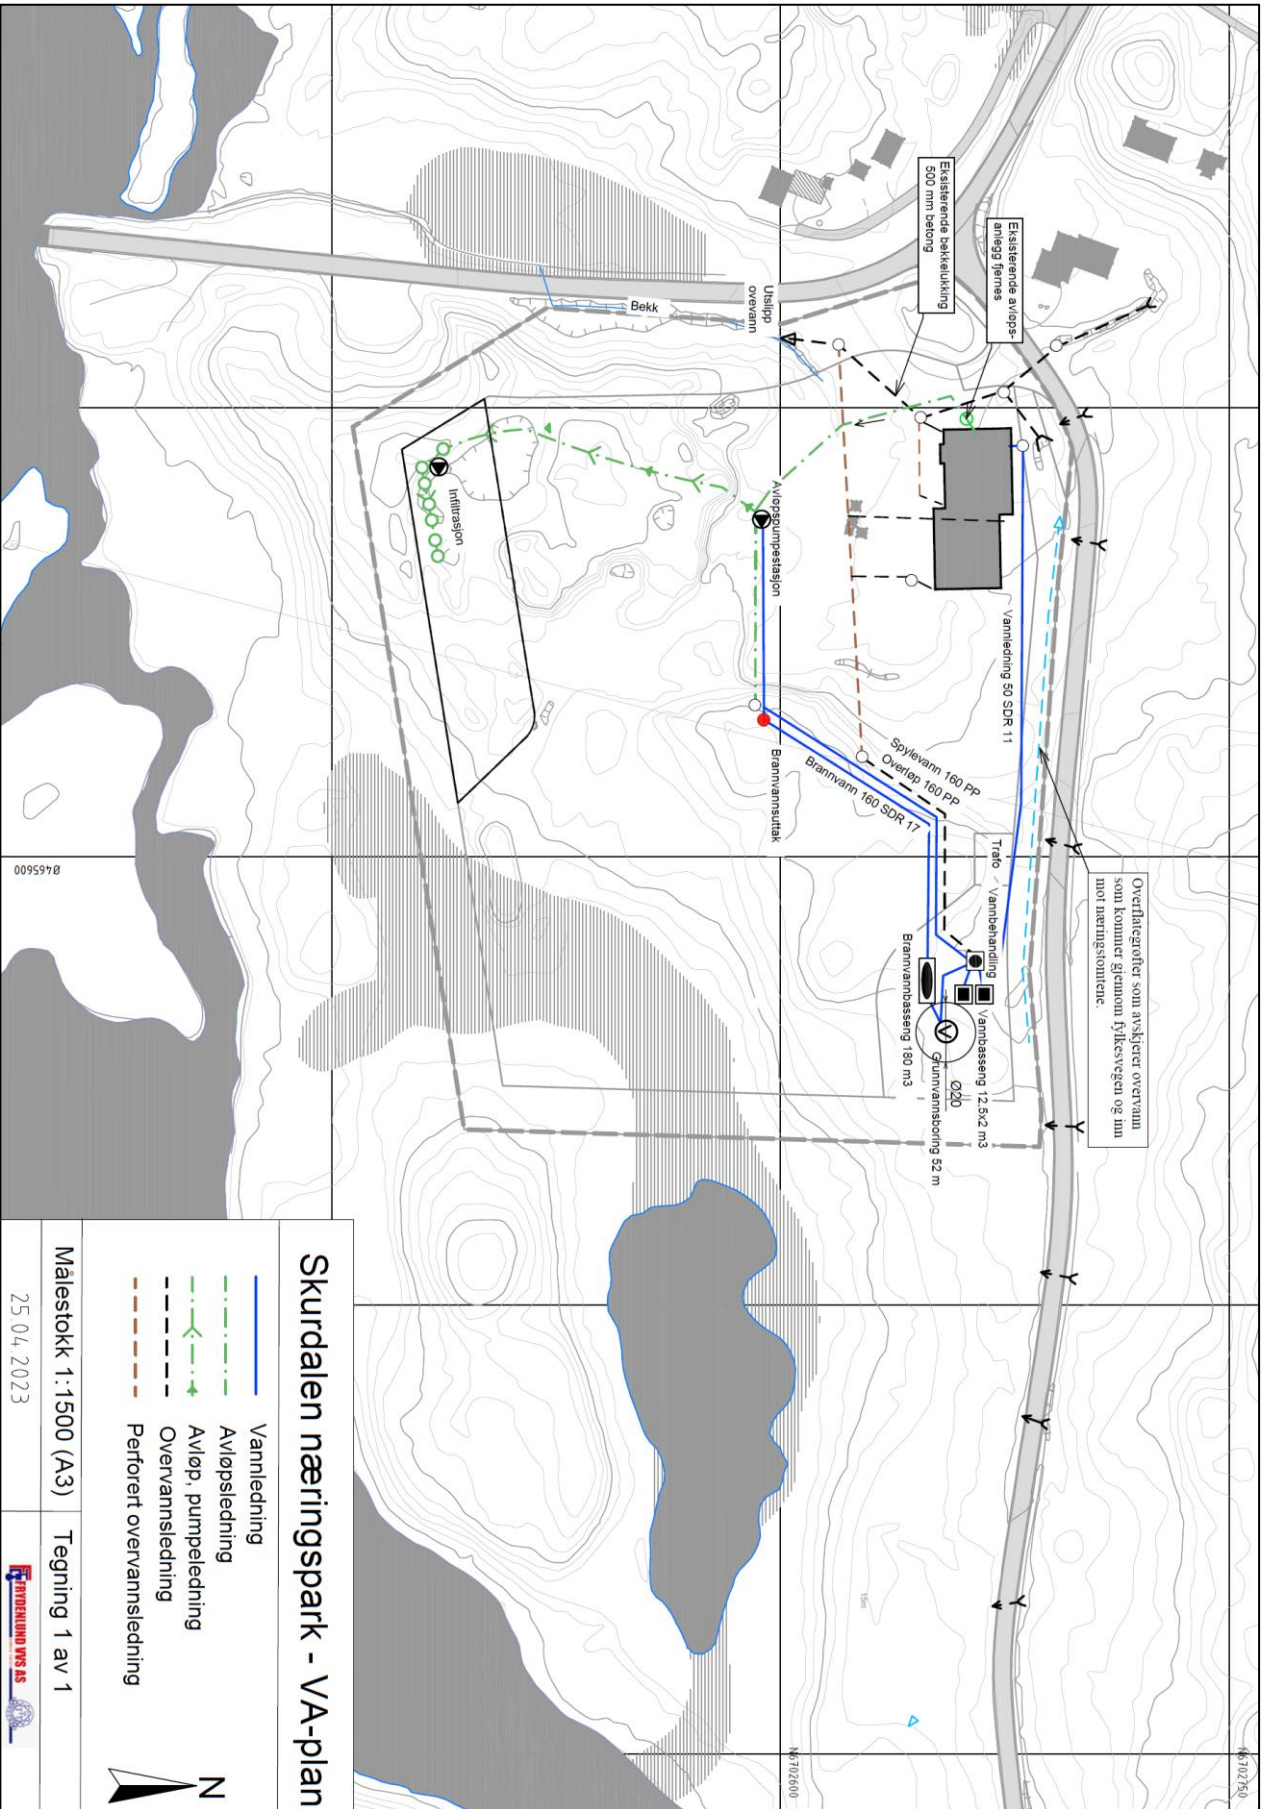 Eksisterende avløps-
anlegg fjernes
Eksisterende bekkelukking
500 mm betong
Utslipp
overvann
Bekk
Avløpspumpestasjon
Infiltrasjon
Vannledning 50 SDR 11
Spylevann 160 PP
Overløp 160 PP
Brannvann 160 SDR 17
Brannvannsuttak
Overflategrøfter som avskjerer overvann
som kommer gjennom fylkesvegen og inn
mot næringstomtene.
Trafo
Vannbehandling
Vannbasseng 12,5x2 m3
Ø20
Grunnvannsboring 52 m
Brannvannbasseng 180 m3
V
N6702750
N6702600
Ø465600
15m
Skurdalen næringspark - VA-plan
Vannledning
Avløpsledning
Avløp, pumpeledning
Overvannsledning
Perforert overvannsledning
N
Målestokk 1:1500 (A3)
Tegning 1 av 1
25.04.2023
FRYDENLUND VVS AS